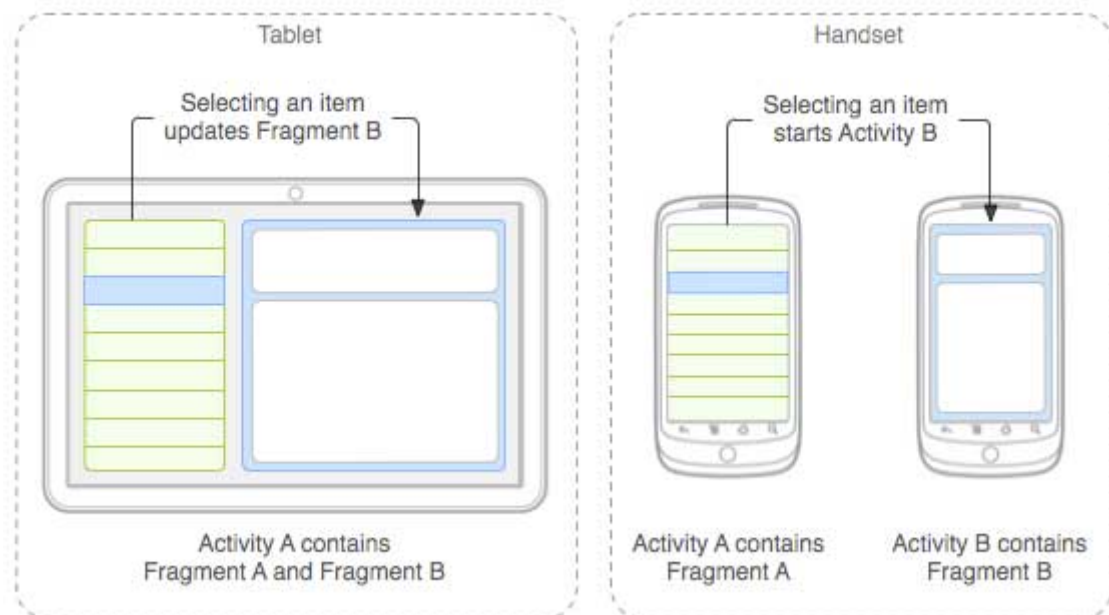 Tablet
Selecting an item
updates Fragment B
Activity A contains
Fragment A and Fragment B
Handset
Selecting an item
starts Activity B
Activity A contains
Fragment A
Activity B contains
Fragment B